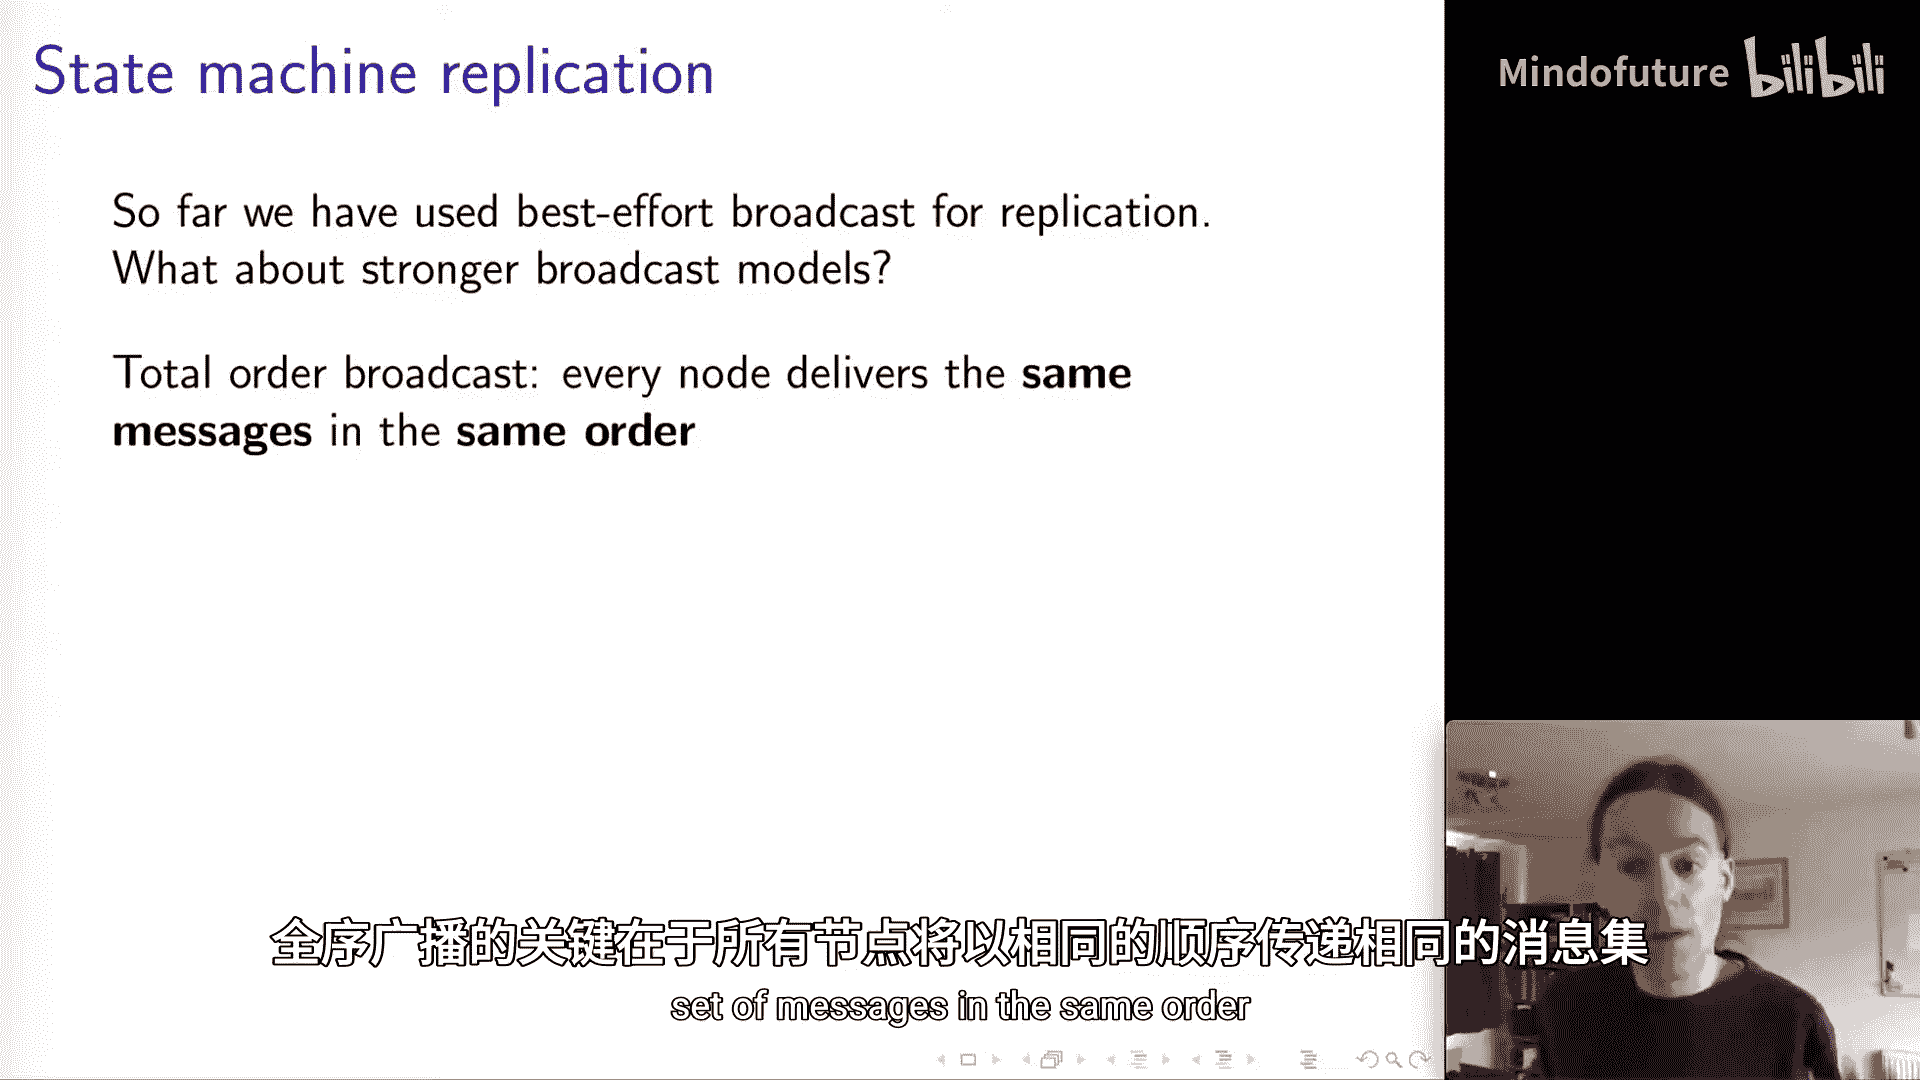 State machine replication
Mindofuture bilibili
So far we have used best-effort broadcast for replication.
What about stronger broadcast models?
Total order broadcast: every node delivers the same
messages in the same order
全序广播的关键在于所有节点将以相同的顺序传递相同的消息集
set of messages in the same order